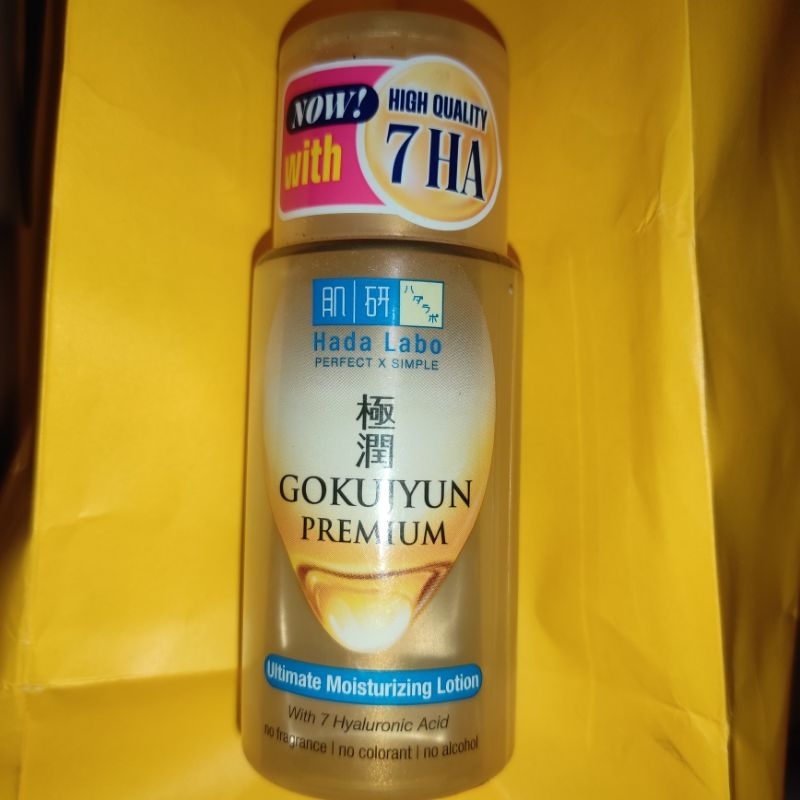 NOW!
with
HIGH QUALITY
7 HA
肌 研 ハダラボ
Hada Labo
PERFECT X SIMPLE
極
潤
GOKUJYUN
PREMIUM
Ultimate Moisturizing Lotion
With 7 Hyaluronic Acid
no fragrance | no colorant | no alcohol